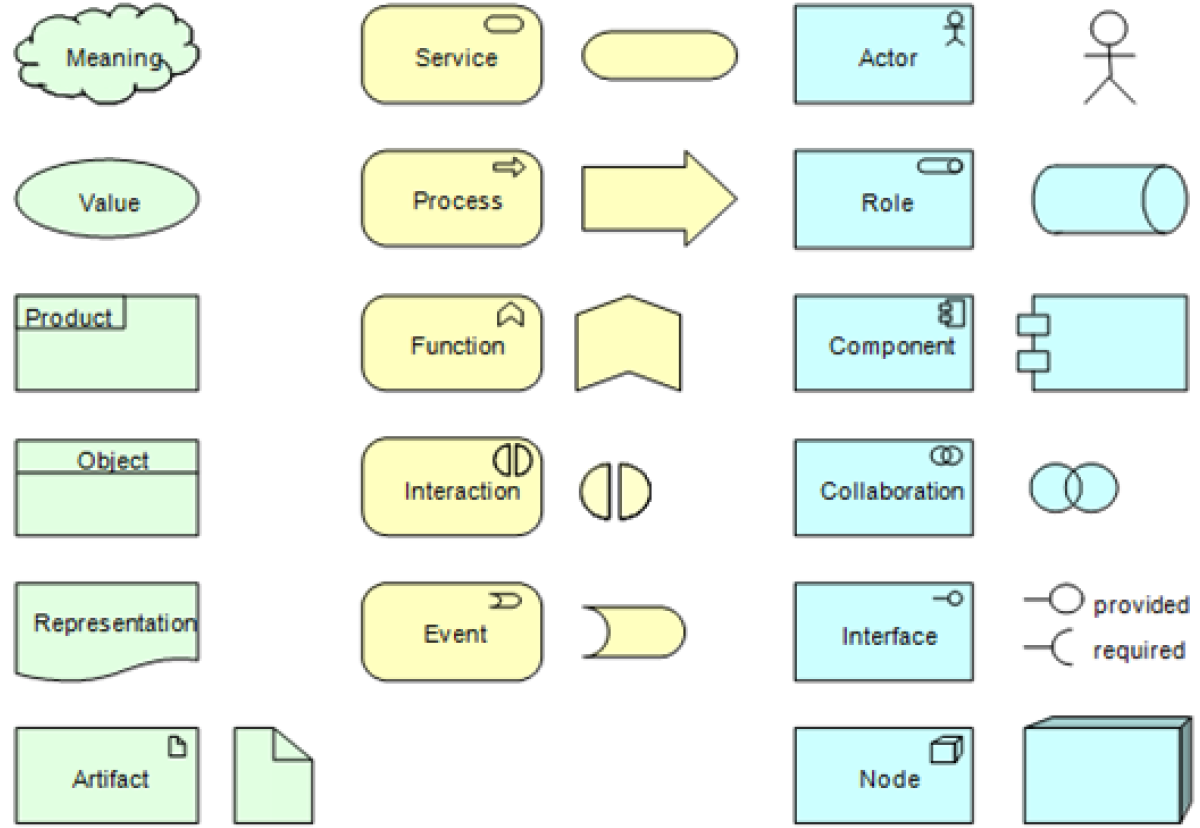 Meaning
Service
Actor
Value
Process
Role
Product
Function
Component
Object
Interaction
Collaboration
Representation
Event
Interface
provided
required
Artifact
Node